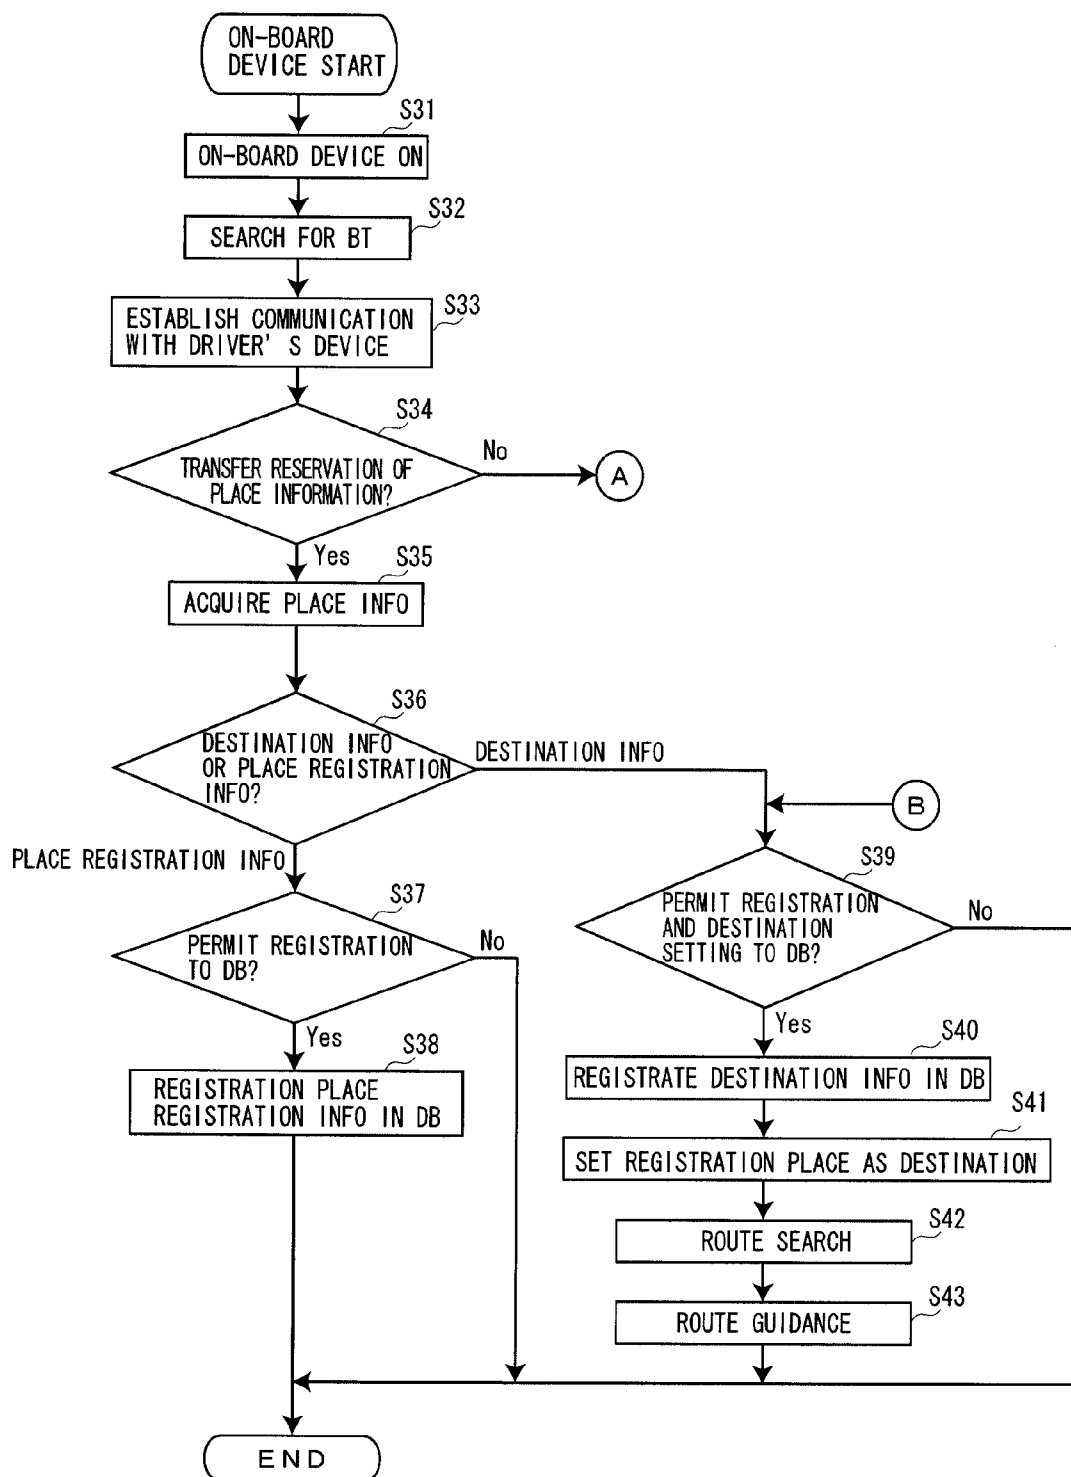 ON-BOARD
DEVICE START
S31
ON-BOARD DEVICE ON
S32
SEARCH FOR BT
S33
ESTABLISH COMMUNICATION
WITH DRIVER' S DEVICE
S34
TRANSFER RESERVATION OF
PLACE INFORMATION?
No
A
Yes
S35
ACQUIRE PLACE INFO
S36
DESTINATION INFO
OR PLACE REGISTRATION
INFO?
DESTINATION INFO
B
PLACE REGISTRATION INFO
S37
PERMIT REGISTRATION
TO DB?
No
Yes
S38
REGISTRATION PLACE
REGISTRATION INFO IN DB
S39
PERMIT REGISTRATION
AND DESTINATION
SETTING TO DB?
No
Yes
S40
REGISTRATE DESTINATION INFO IN DB
S41
SET REGISTRATION PLACE AS DESTINATION
S42
ROUTE SEARCH
S43
ROUTE GUIDANCE
END